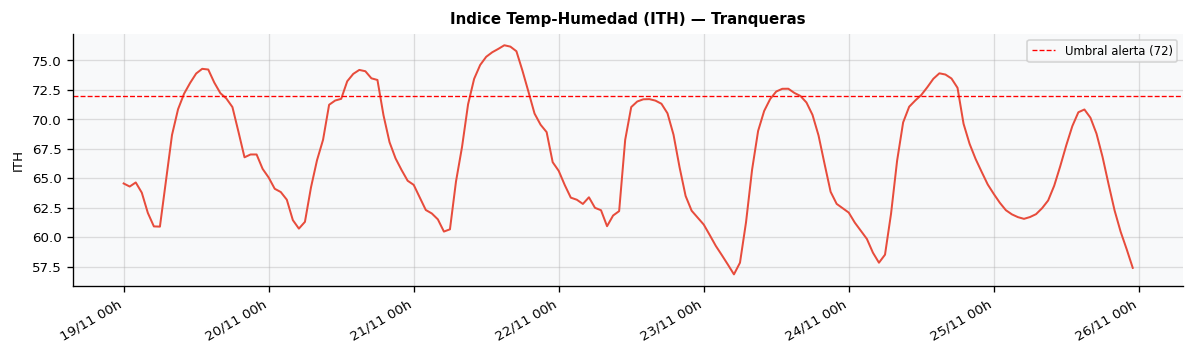 Indice Temp-Humedad (ITH) — Tranqueras
Umbral alerta (72)
ITH
75.0
72.5
70.0
67.5
65.0
62.5
60.0
57.5
19/11 00h
20/11 00h
21/11 00h
22/11 00h
23/11 00h
24/11 00h
25/11 00h
26/11 00h